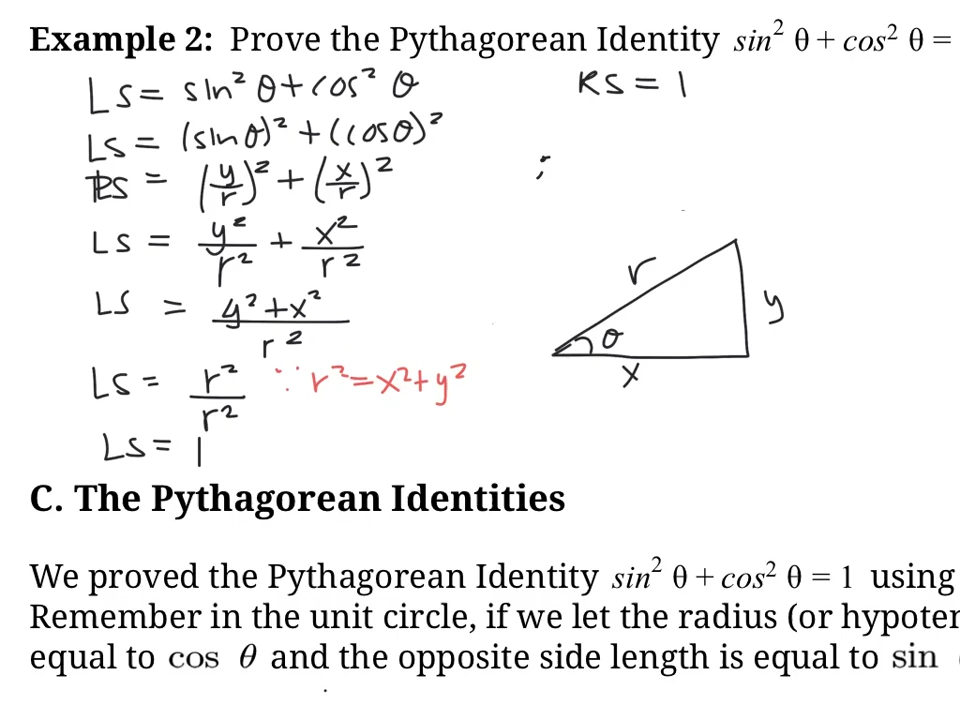 Example 2: Prove the Pythagorean Identity sin² θ + cos² θ =
LS = sin² θ + cos² θ RS = 1
LS = (sin θ)² + (cos θ)²
LS = (y/r)² + (x/r)²
LS = y²/r² + x²/r²
LS = y² + x²/r²
LS = r²/r² ∵ r² = x² + y²
LS = 1
r
y
θ
x
C. The Pythagorean Identities
We proved the Pythagorean Identity sin² θ + cos² θ = 1 using
Remember in the unit circle, if we let the radius (or hypoten
equal to cos θ and the opposite side length is equal to sin